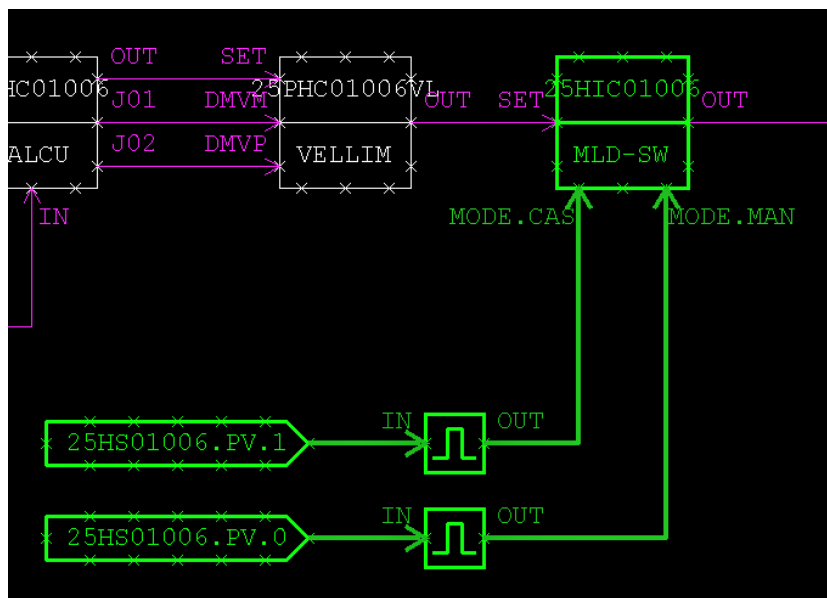 OUT SET
HC01006 25PHC01006VL 25HIC01006
J01 DMVM OUT SET OUT
ALCU J02 DMVP VELLIM MLD-SW
IN MODE.CAS MODE.MAN
25HS01006.PV.1 IN OUT
25HS01006.PV.0 IN OUT